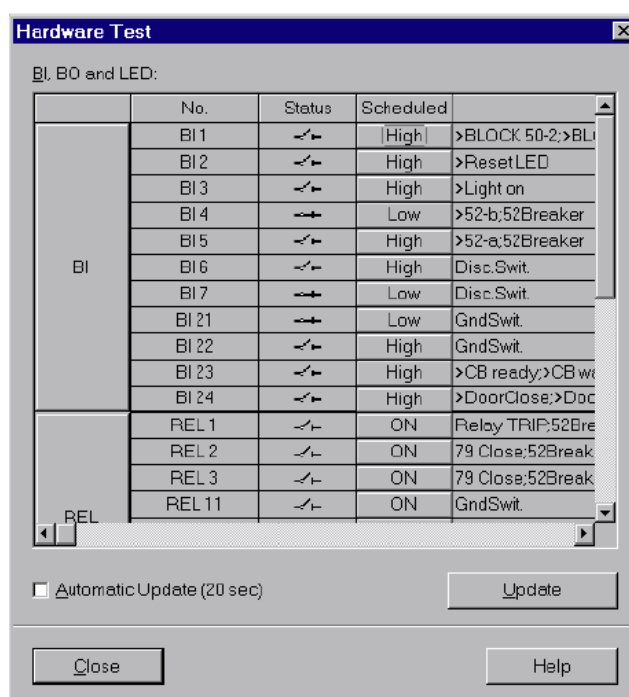 Hardware Test
BI, BO and LED:
No. Status Scheduled
BI
BI 1 High >BLOCK 50-2;>BL
BI 2 High >ResetLED
BI 3 High >Light on
BI 4 Low >52-b;52Breaker
BI 5 High >52-a;52Breaker
BI 6 High Disc.Swit.
BI 7 Low Disc.Swit.
BI 21 Low GndSwit.
BI 22 High GndSwit.
BI 23 High >CB ready;>CB wa
BI 24 High >DoorClose;>Doo
REL
REL 1 ON Relay TRIP;52Bre
REL 2 ON 79 Close;52Break
REL 3 ON 79 Close;52Break
REL 11 ON GndSwit.
Automatic Update (20 sec)
Update
Close
Help